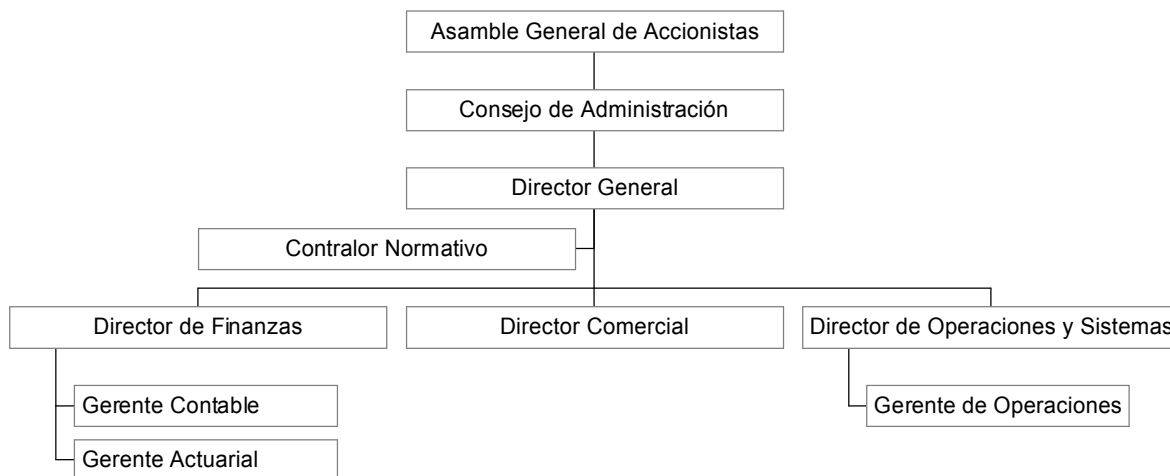 Asamble General de Accionistas
Consejo de Administración
Director General
Contralor Normativo
Director de Finanzas
Director Comercial
Director de Operaciones y Sistemas
Gerente Contable
Gerente de Operaciones
Gerente Actuarial